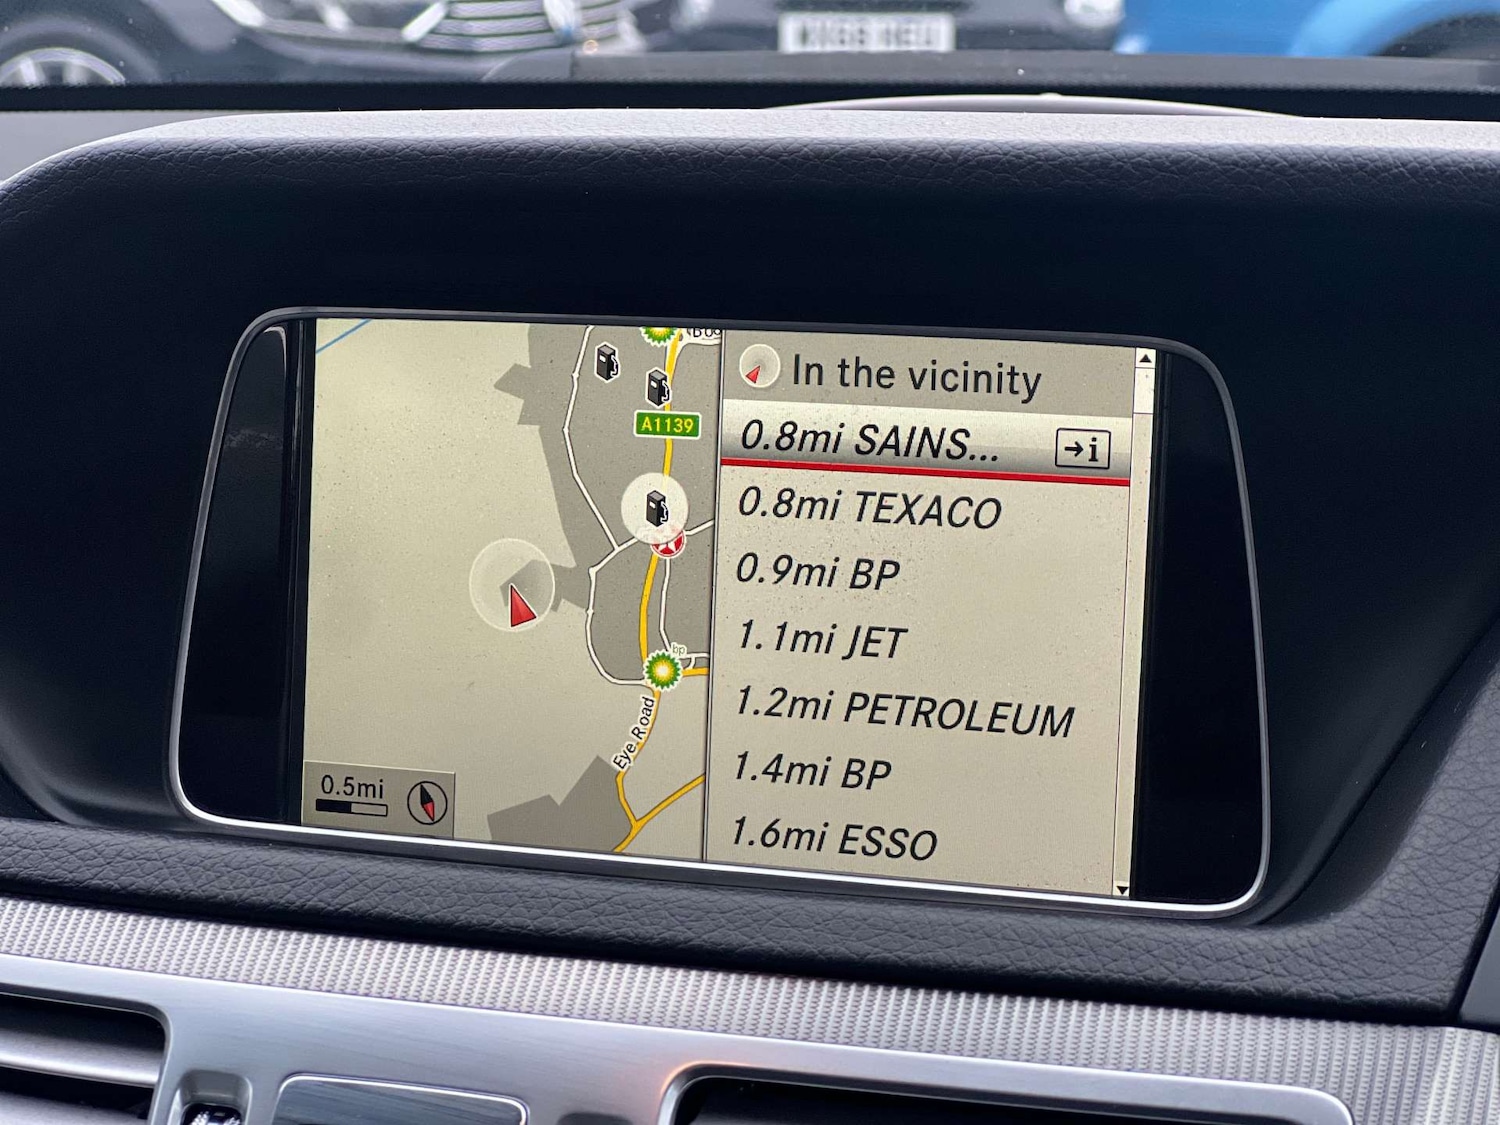 In the vicinity
0.8mi SAINS...
0.8mi TEXACO
0.9mi BP
1.1mi JET
1.2mi PETROLEUM
1.4mi BP
1.6mi ESSO
A1139
bp
Eye Road
0.5mi